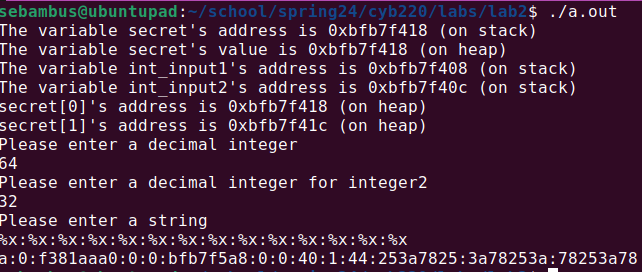 sebambus@ubuntupad:~/school/spring24/cyb220/labs/lab2$ ./a.out
The variable secret's address is 0xbfb7f418 (on stack)
The variable secret's value is 0xbfb7f418 (on heap)
The variable int_input1's address is 0xbfb7f408 (on stack)
The variable int_input2's address is 0xbfb7f40c (on stack)
secret[0]'s address is 0xbfb7f418 (on heap)
secret[1]'s address is 0xbfb7f41c (on heap)
Please enter a decimal integer
64
Please enter a decimal integer for integer2
32
Please enter a string
%x:%x:%x:%x:%x:%x:%x:%x:%x:%x:%x:%x:%x:%x
a:0:f381aaa0:0:0:bfb7f5a8:0:0:40:1:44:253a7825:3a78253a:78253a78